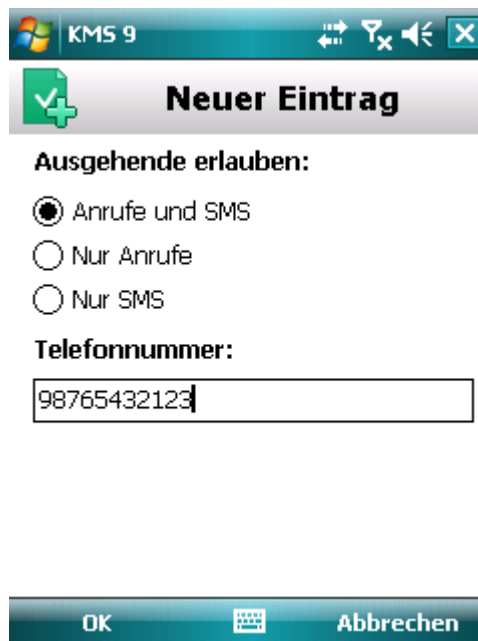 KMS 9
Neuer Eintrag
Ausgehende erlauben:
Anrufe und SMS
Nur Anrufe
Nur SMS
Telefonnummer:
98765432123
OK Abbrechen